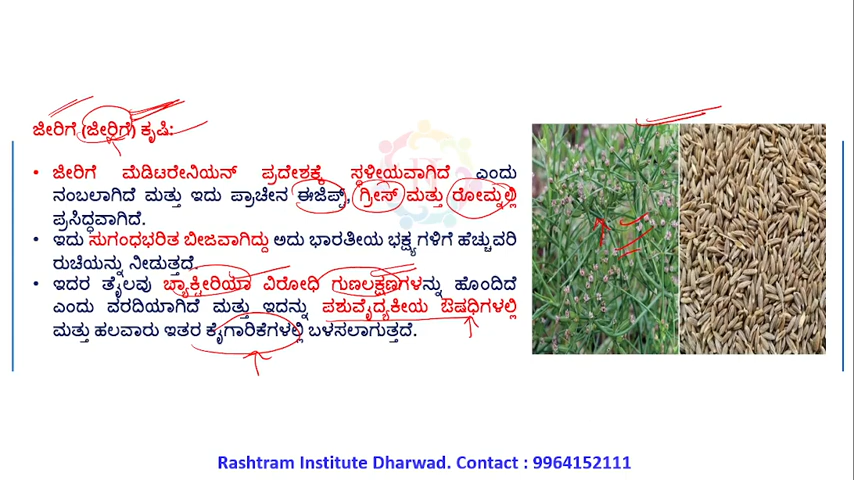 ಜೀರಿಗೆ (ಜೀರಿಗೆ) ಕೃಷಿ:
• ಜೀರಿಗೆ ಮೆಡಿಟರೇನಿಯನ್ ಪ್ರದೇಶಕ್ಕೆ ಸ್ಥಳೀಯವಾಗಿದೆ ಎಂದು
ನಂಬಲಾಗಿದೆ ಮತ್ತು ಇದು ಪ್ರಾಚೀನ ಈಜಿಪ್ಟ್, ಗ್ರೀಸ್ ಮತ್ತು ರೋಮ್ನಲ್ಲಿ
ಪ್ರಸಿದ್ಧವಾಗಿದೆ.
• ಇದು ಸುಗಂಧಭರಿತ ಬೀಜವಾಗಿದ್ದು ಅದು ಭಾರತೀಯ ಭಕ್ಷ್ಯಗಳಿಗೆ ಹೆಚ್ಚುವರಿ
ರುಚಿಯನ್ನು ನೀಡುತ್ತದೆ.
• ಇದರ ತೈಲವು ಬ್ಯಾಕ್ಟೀರಿಯಾ ವಿರೋಧಿ ಗುಣಲಕ್ಷಣಗಳನ್ನು ಹೊಂದಿದೆ
ಎಂದು ವರದಿಯಾಗಿದೆ ಮತ್ತು ಇದನ್ನು ಪಶುವೈದ್ಯಕೀಯ ಔಷಧಿಗಳಲ್ಲಿ
ಮತ್ತು ಹಲವಾರು ಇತರ ಕೈಗಾರಿಕೆಗಳಲ್ಲಿ ಬಳಸಲಾಗುತ್ತದೆ.
Rashtram Institute Dharwad. Contact : 9964152111